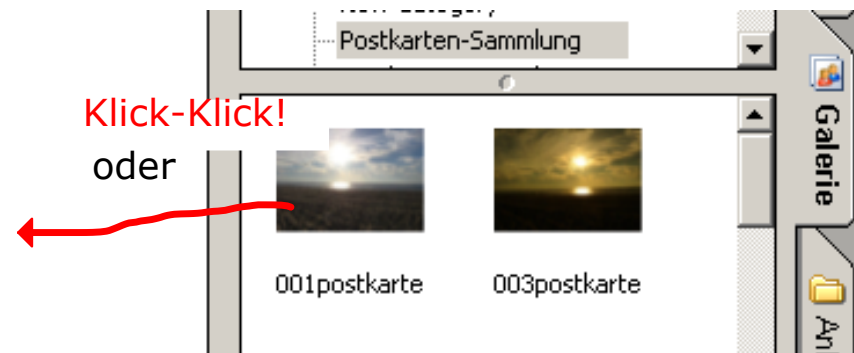 Postkarten-Sammlung
Klick-Klick!
oder
001postkarte
003postkarte
Galerie